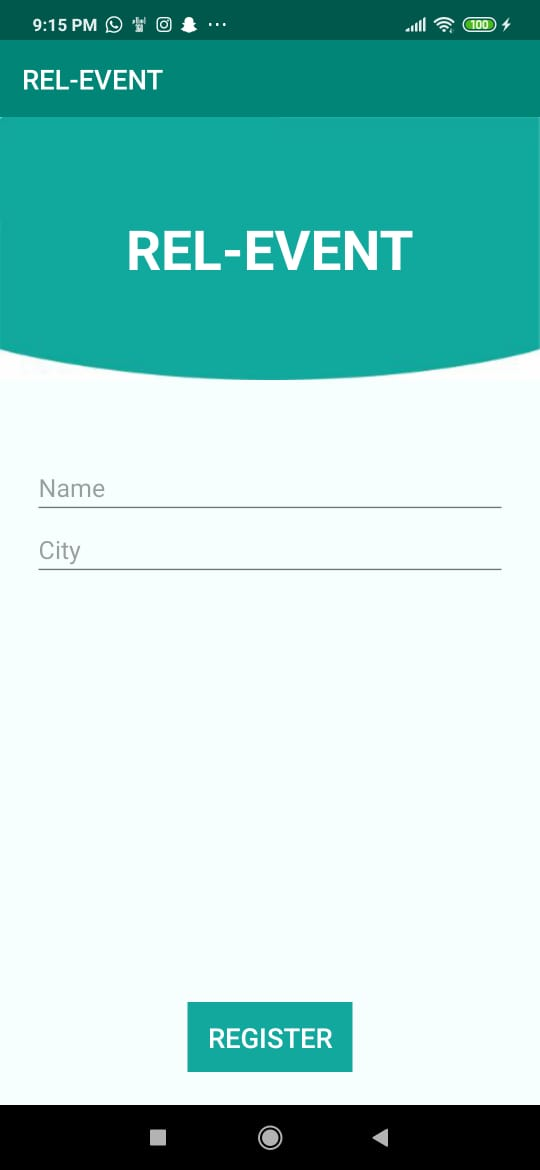 9:15 PM ... 100
REL-EVENT
REL-EVENT
Name
City
REGISTER